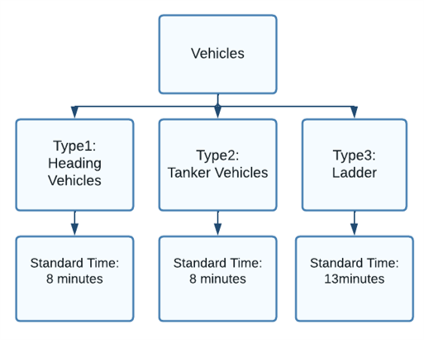 Vehicles
Type1:
Heading
Vehicles
Type2:
Tanker Vehicles
Type3:
Ladder
Standard Time:
8 minutes
Standard Time:
8 minutes
Standard Time:
13minutes